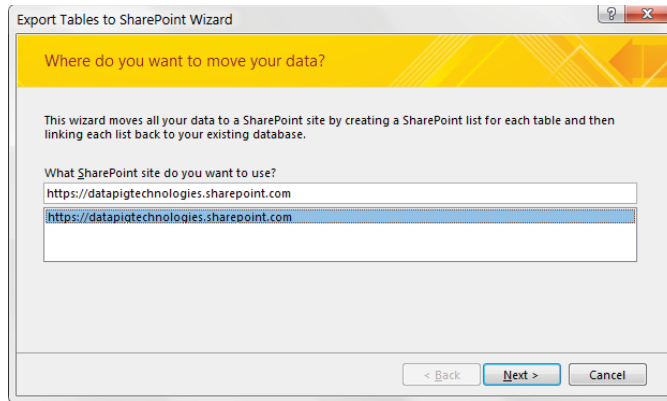 Export Tables to SharePoint Wizard
Where do you want to move your data?
This wizard moves all your data to a SharePoint site by creating a SharePoint list for each table and then
linking each list back to your existing database.
What SharePoint site do you want to use?
https://datapigtechnologies.sharepoint.com
https://datapigtechnologies.sharepoint.com
< Back Next > Cancel